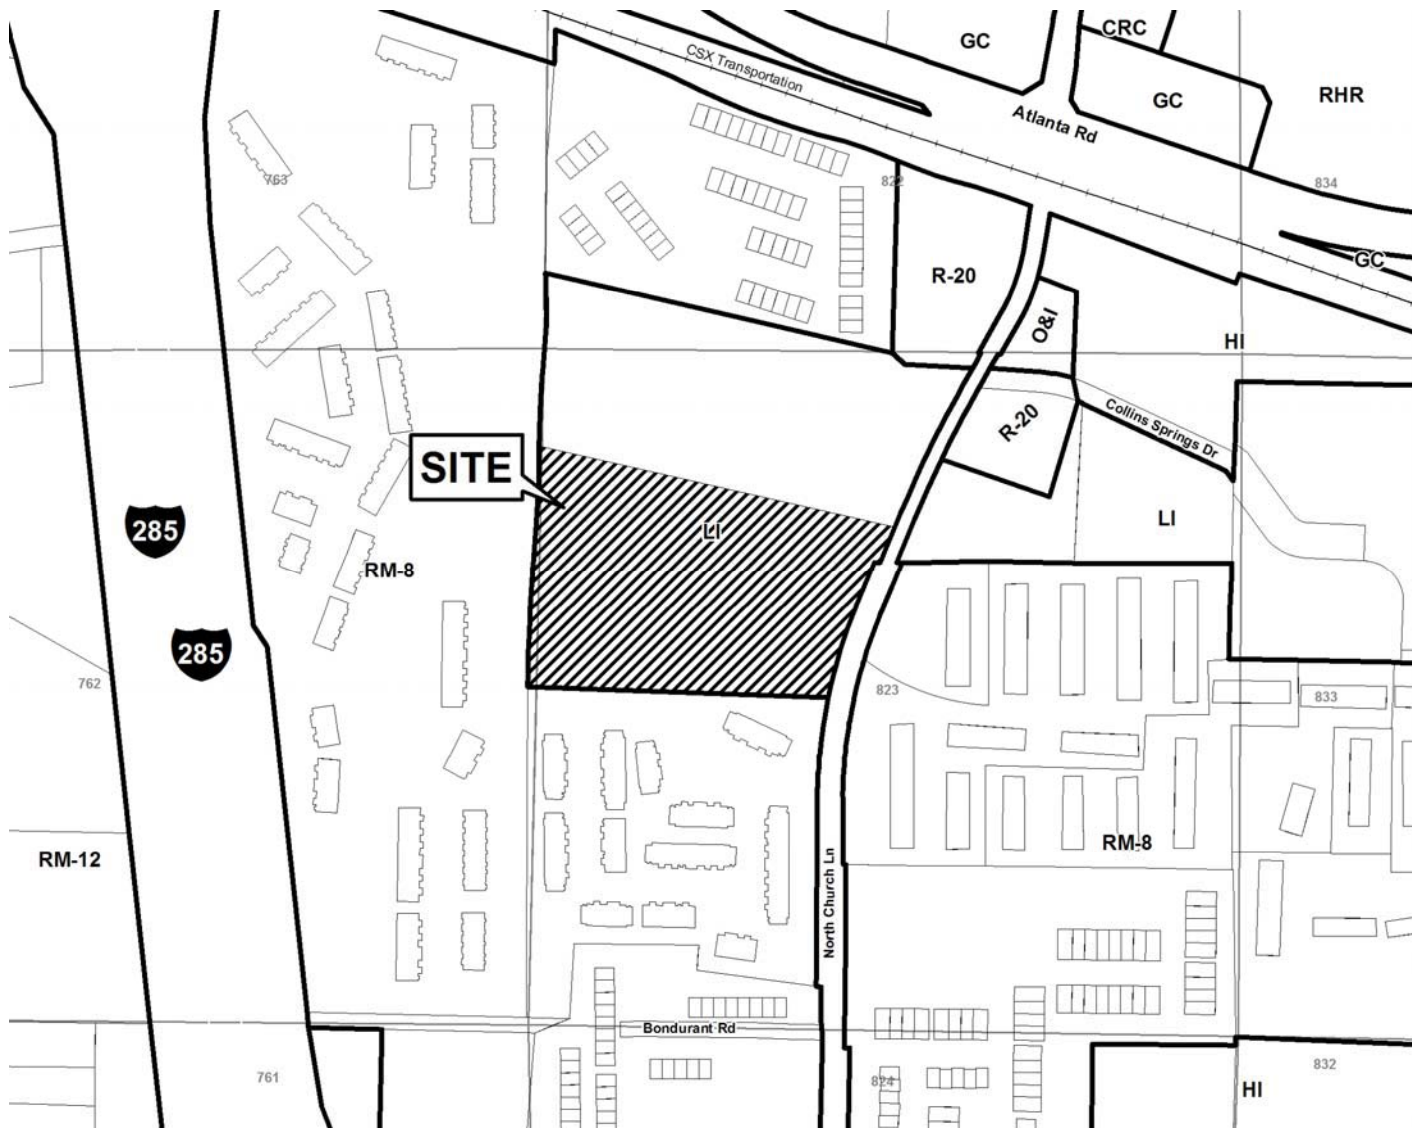 CRC
GC
CSX Transportation
RHR
GC
Atlanta Rd
763
822
834
GC
R-20
O&I
HI
Collins Springs Dr
R-20
SITE
285
LI
LI
RM-8
285
762
823
833
RM-8
RM-12
North Church Ln
Bondurant Rd
761
824
832
HI